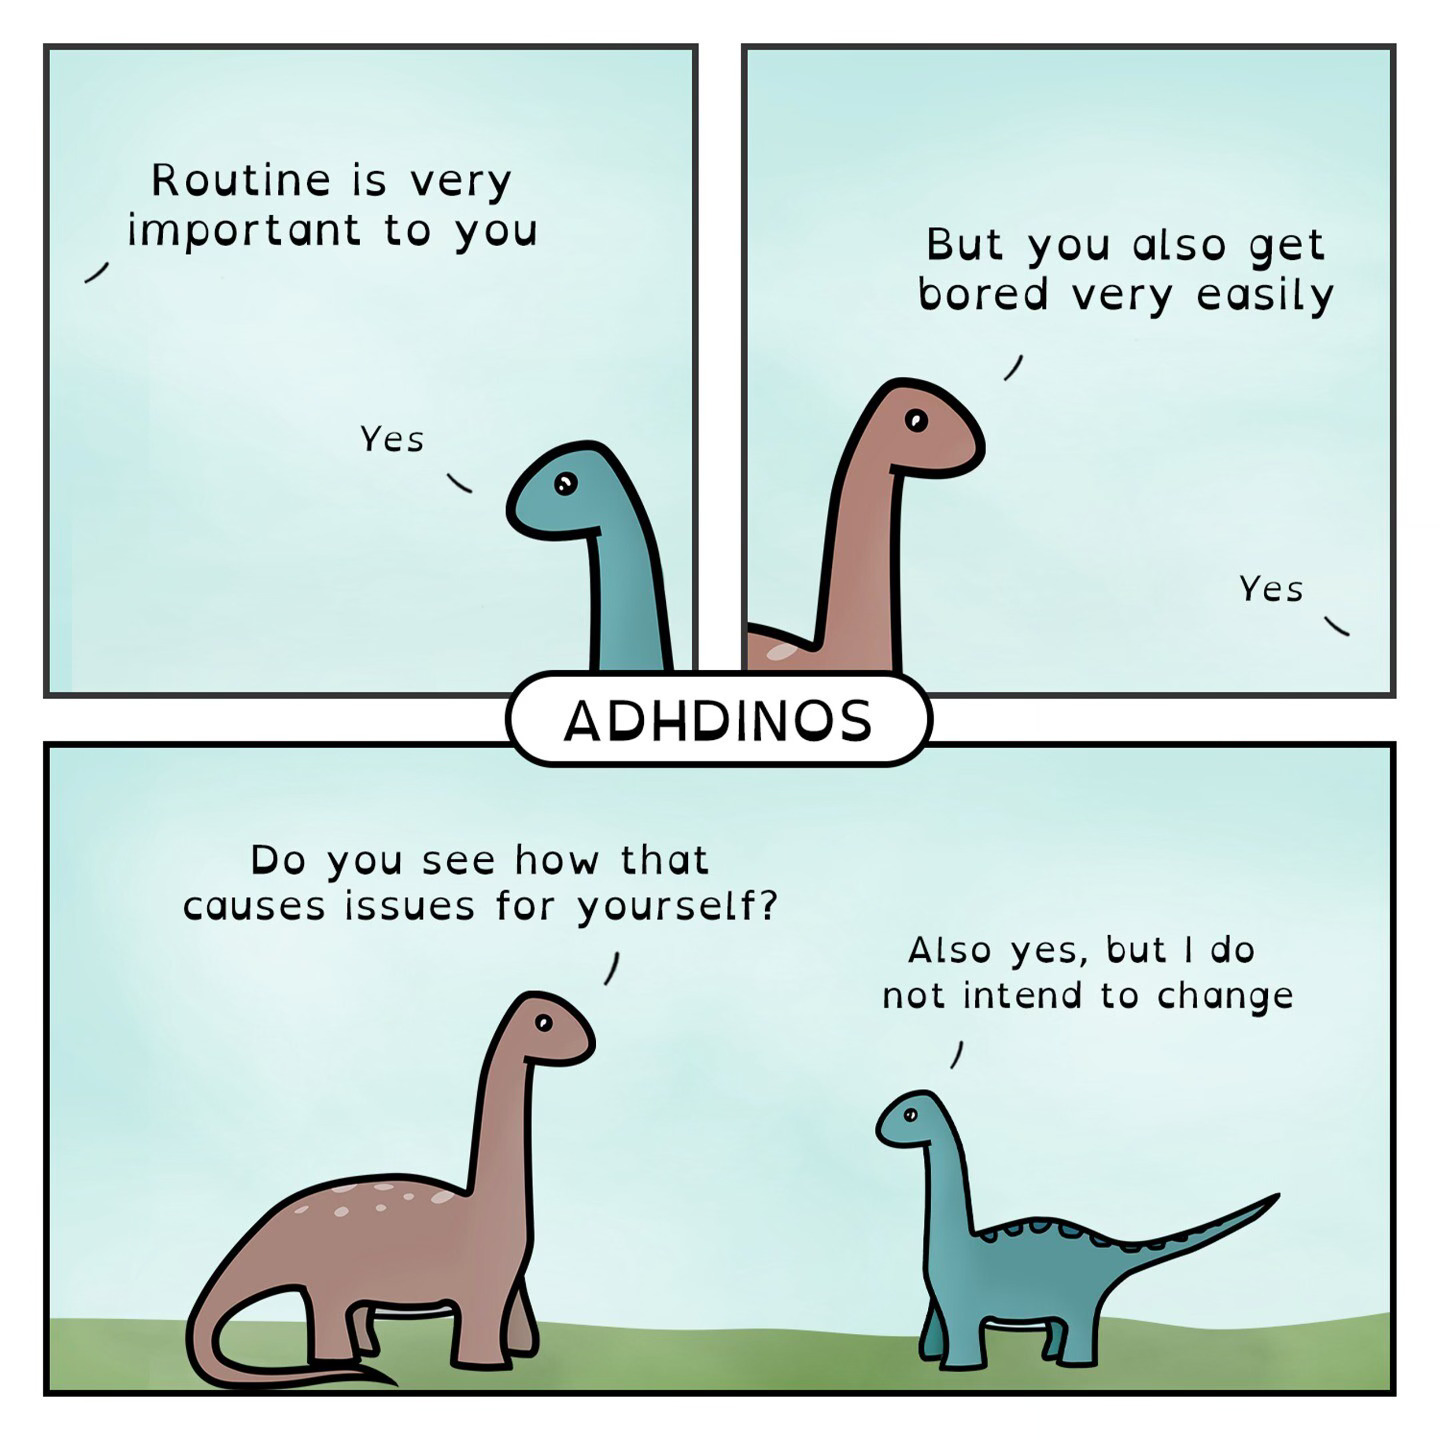 Routine is very
important to you
Yes
But you also get
bored very easily
Yes
ADHDINOS
Do you see how that
causes issues for yourself?
Also yes, but I do
not intend to change